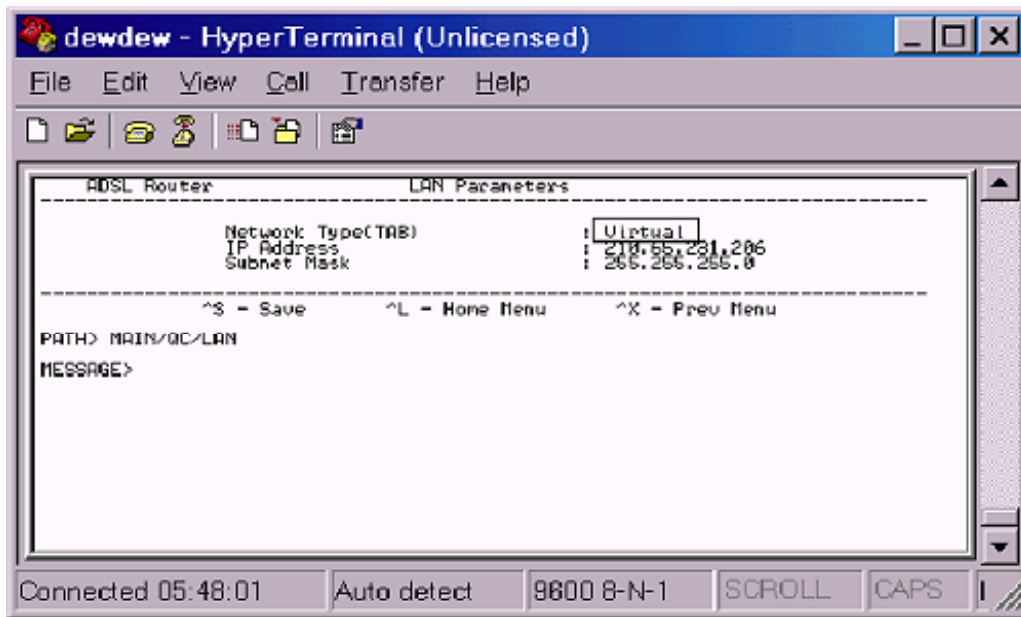 dewdew - HyperTerminal (Unlicensed)
File Edit View Call Transfer Help
ADSL Router LAN Parameters
Network Type(TAB) : Virtual
IP Address : 210.65.231.206
Subnet Mask : 255.255.255.0
^S - Save ^L - Home Menu ^X - Prev Menu
PATH> MAIN/QC/LAN
MESSAGE>
Connected 05:48:01 Auto detect 9600 8-N-1 SCROLL CAPS